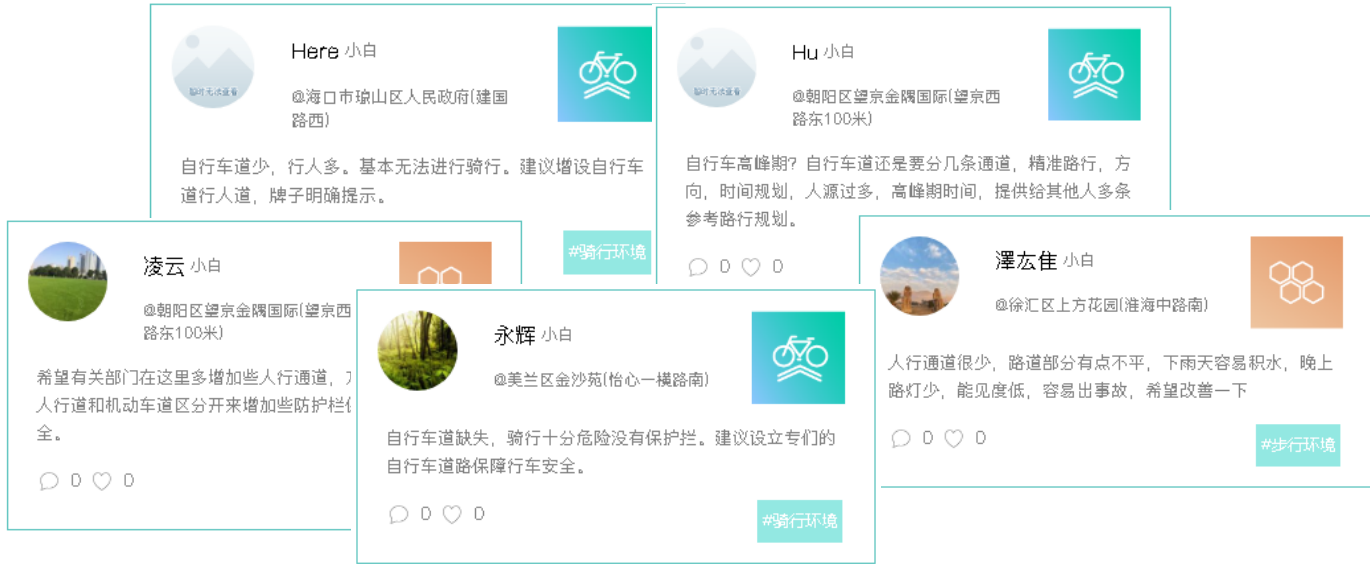 Here 小白
@海口市琼山区人民政府(建国
路西)
自行车道少，行人多。基本无法进行骑行。建议增设自行车
道行人道，牌子明确提示。
#骑行环境
Hu 小白
@朝阳区望京金隅国际(望京西
路东100米)
自行车高峰期？自行车道还是要分几条通道，精准路行，方
向，时间规划，人源过多，高峰期时间，提供给其他人多条
参考路行规划。
0 0
凌云 小白
@朝阳区望京金隅国际(望京西
路东100米)
希望有关部门在这里多增加些人行通道，
人行道和机动车道区分开来增加些防护栏
全。
0 0
永辉 小白
@美兰区金沙苑(怡心一横路南)
自行车道缺失，骑行十分危险没有保护拦。建议设立专们的
自行车道路保障行车安全。
0 0
#骑行环境
澤厷隹 小白
@徐汇区上方花园(淮海中路南)
人行通道很少，路道部分有点不平，下雨天容易积水，晚上
路灯少，能见度低，容易出事故，希望改善一下
0 0
#步行环境